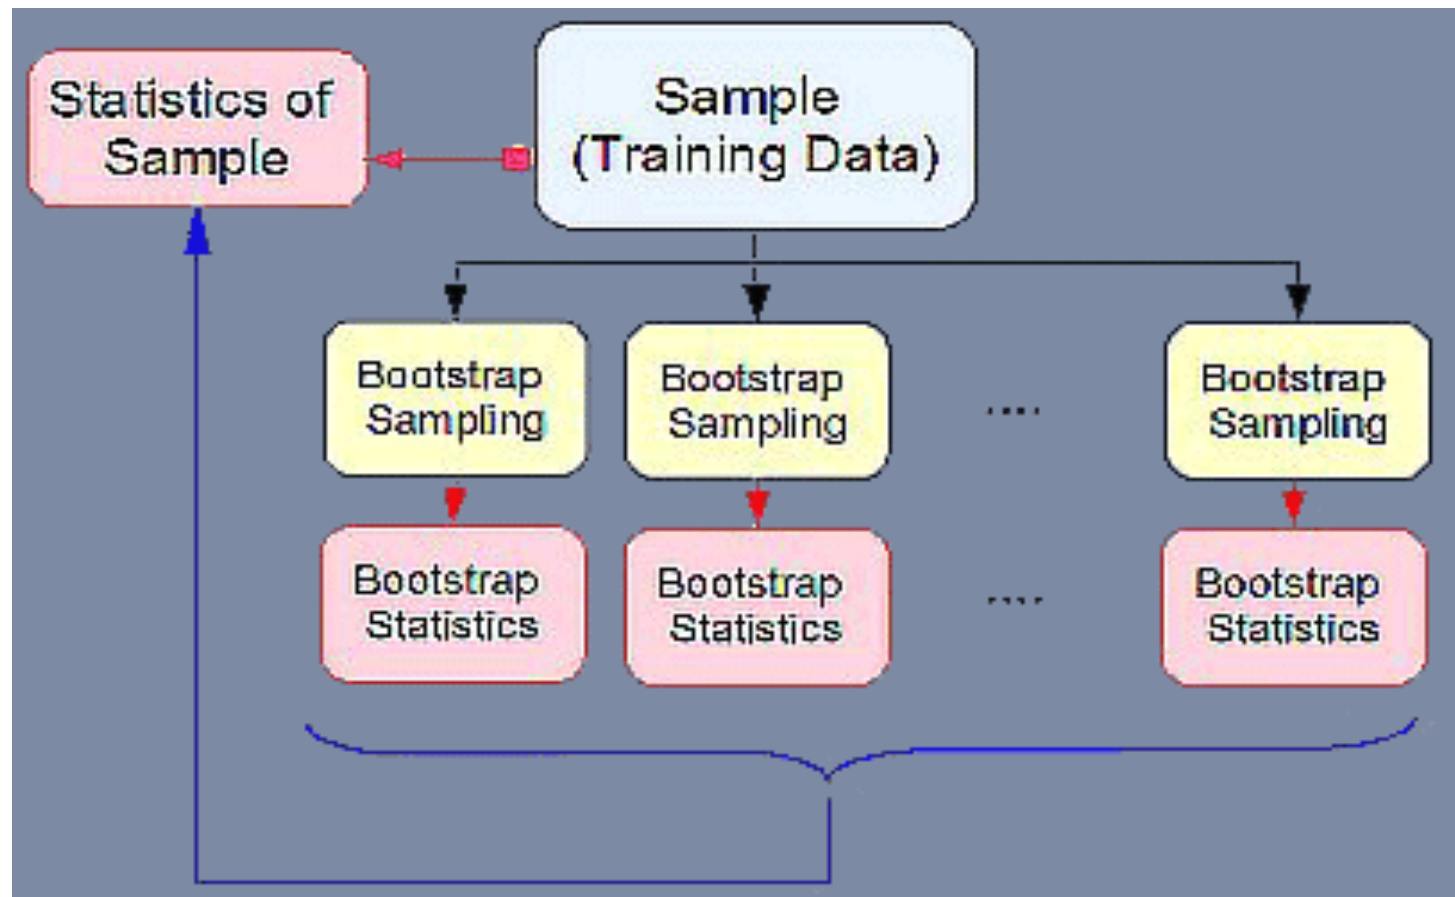 Statistics of
Sample
Sample
(Training Data)
Bootstrap
Sampling
Bootstrap
Sampling
....
Bootstrap
Sampling
Bootstrap
Statistics
Bootstrap
Statistics
....
Bootstrap
Statistics